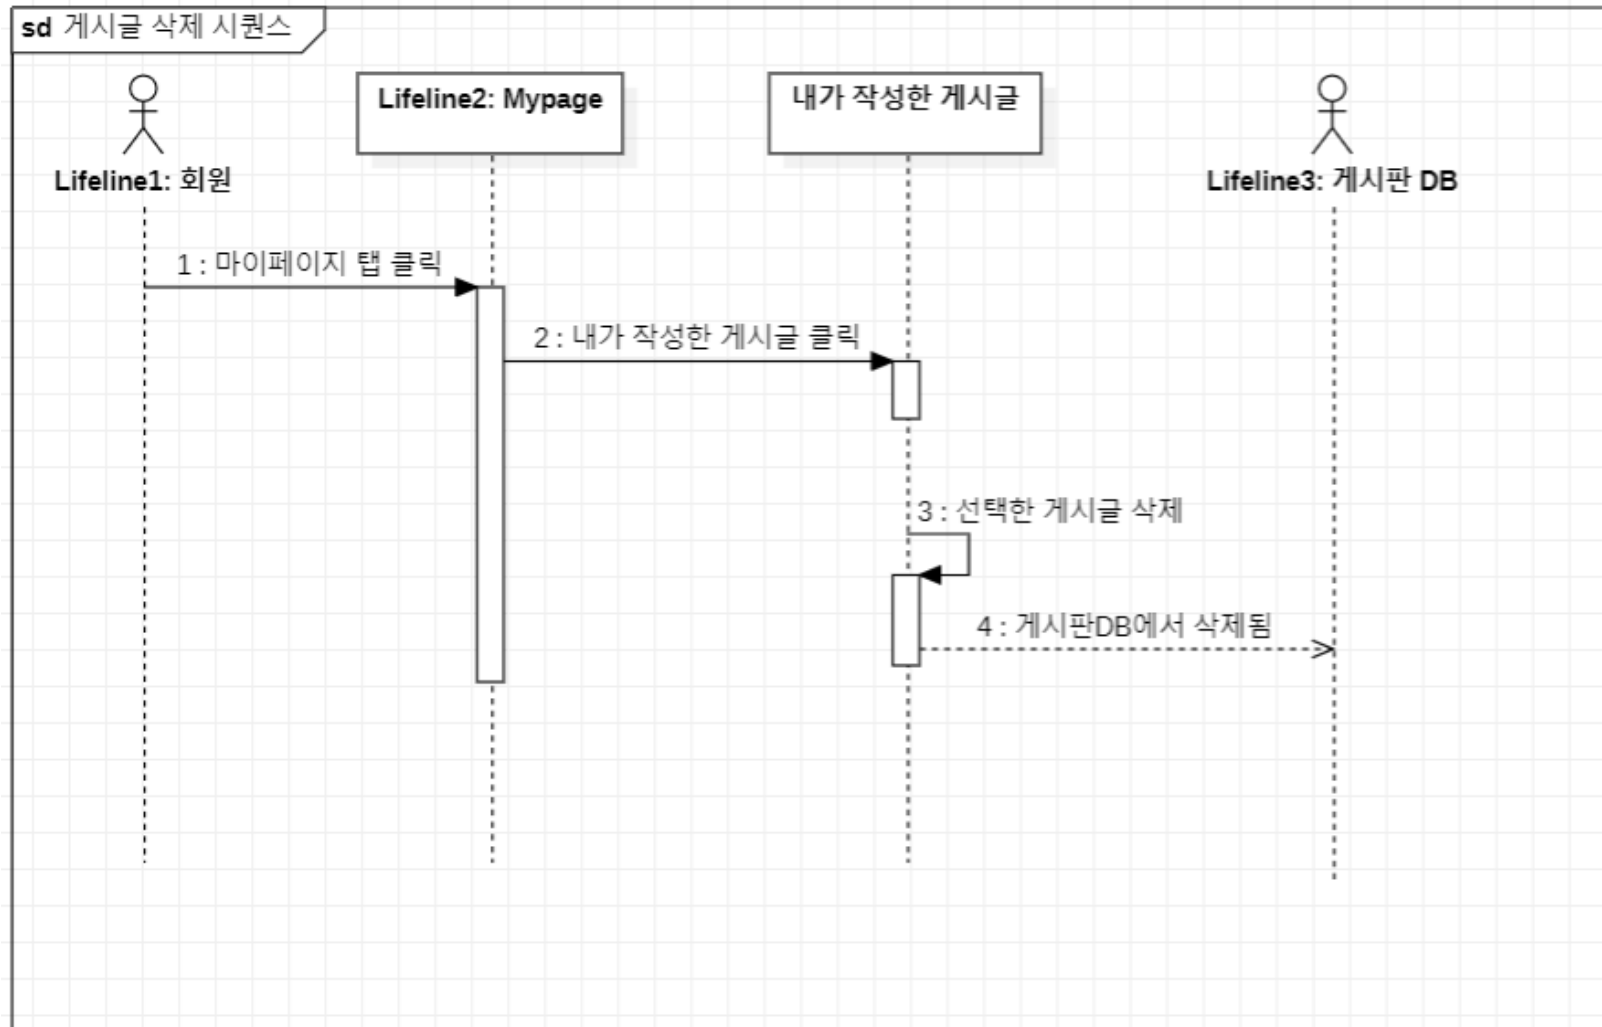 sd 게시글 삭제 시퀀스
Lifeline1: 회원
Lifeline2: Mypage
내가 작성한 게시글
Lifeline3: 게시판 DB
1 : 마이페이지 탭 클릭
2 : 내가 작성한 게시글 클릭
3 : 선택한 게시글 삭제
4 : 게시판DB에서 삭제됨